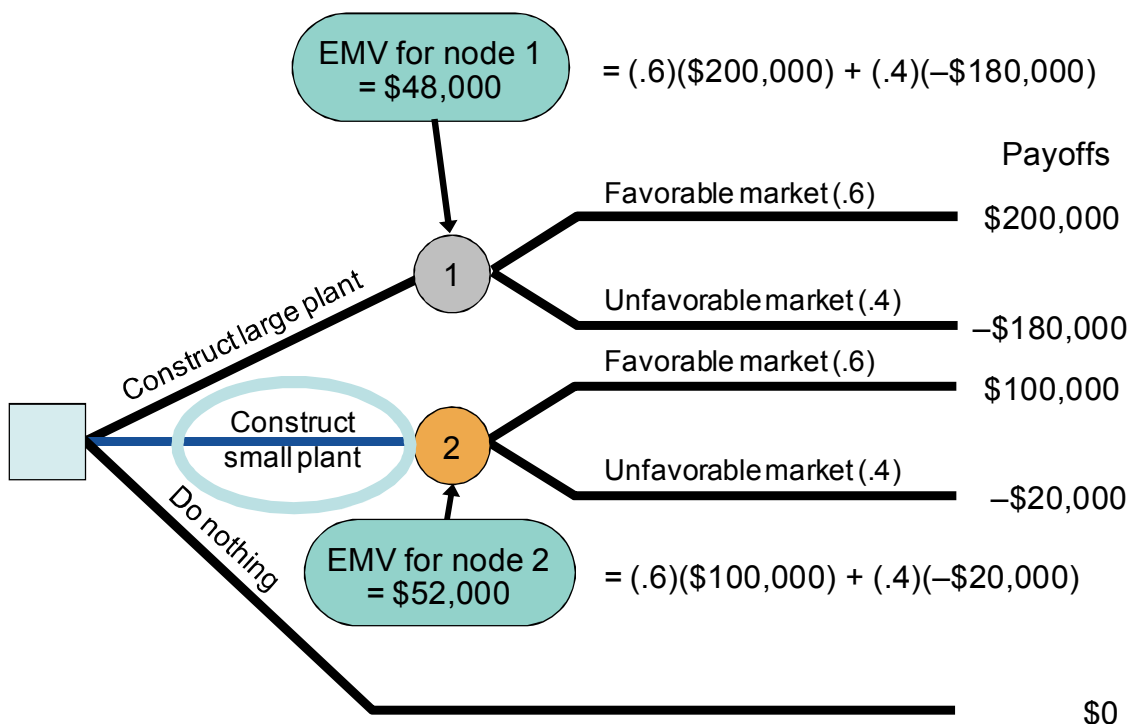 EMV for node 1
= $48,000
= (.6)($200,000) + (.4)(–$180,000)
Payoffs
Favorable market (.6)
$200,000
1
Construct large plant
Unfavorable market (.4)
–$180,000
Favorable market (.6)
$100,000
Construct
small plant
2
Unfavorable market (.4)
–$20,000
Do nothing
EMV for node 2
= $52,000
= (.6)($100,000) + (.4)(–$20,000)
$0